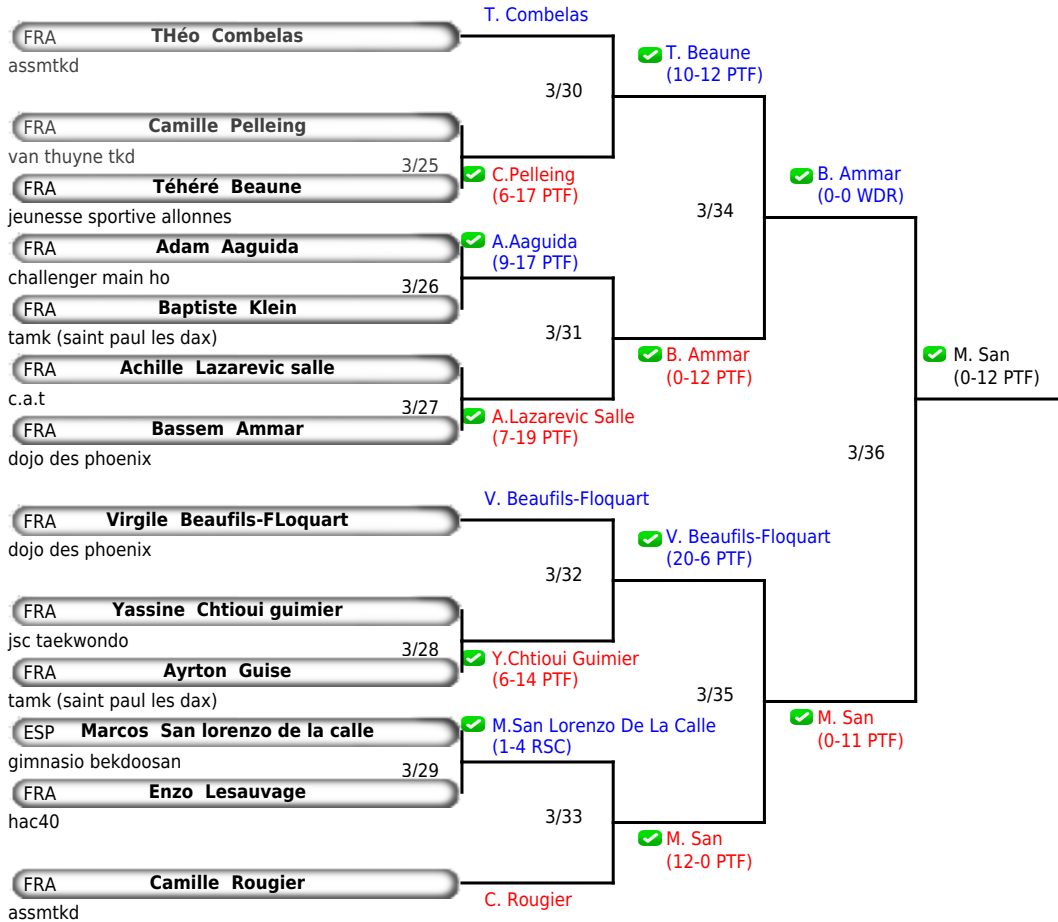 T. Combelas
FRA THéo Combelas
assmtkd
T. Beaune
(10-12 PTF)
3/30
FRA Camille Pelleing
van thuyne tkd
3/25
C.Pelleing
(6-17 PTF)
FRA Téhéré Beaune
jeunesse sportive allonnes
B. Ammar
(0-0 WDR)
3/34
FRA Adam Aaguida
challenger main ho
A.Aaguida
(9-17 PTF)
3/26
FRA Baptiste Klein
tamk (saint paul les dax)
3/31
B. Ammar
(0-12 PTF)
FRA Achille Lazarevic salle
c.a.t
3/27
A.Lazarevic Salle
(7-19 PTF)
FRA Bassem Ammar
dojo des phoenix
M. San
(0-12 PTF)
3/36
V. Beaufils-Floquart
FRA Virgile Beaufils-FLoquart
dojo des phoenix
V. Beaufils-Floquart
(20-6 PTF)
3/32
FRA Yassine Chtioui guimier
jsc taekwondo
3/28
Y.Chtioui Guimier
(6-14 PTF)
FRA Ayrton Guise
tamk (saint paul les dax)
3/35
M. San
(0-11 PTF)
ESP Marcos San lorenzo de la calle
gimnasio bekdoosan
M.San Lorenzo De La Calle
(1-4 RSC)
3/29
FRA Enzo Lesauvage
hac40
3/33
M. San
(12-0 PTF)
FRA Camille Rougier
assmtkd
C. Rougier